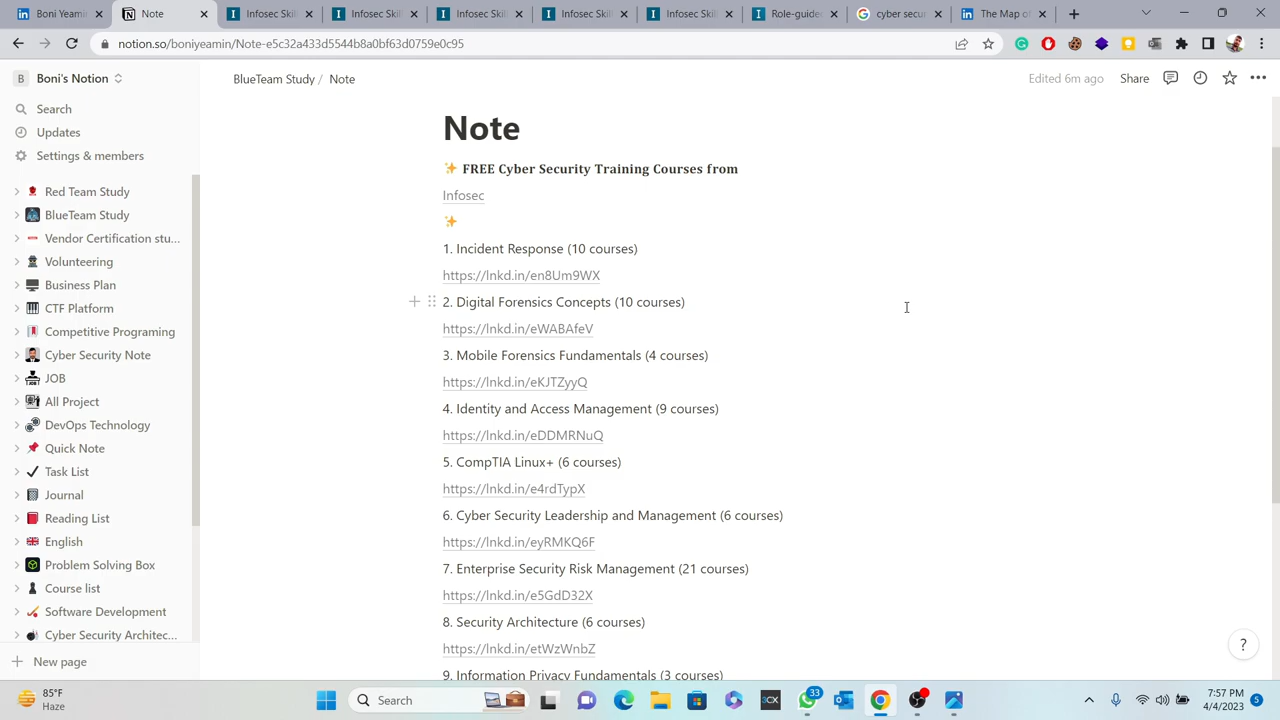 Boni Yeamin
Note
Infosec Skil
Infosec Skil
Infosec Skil
Infosec Skil
Infosec Skil
Role-guide
cyber secur
The Map of
notion.so/boniyeamin/Note-e5c32a433d5544b8a0bf63d0759e0c95
B Boni's Notion
BlueTeam Study / Note
Edited 6m ago
Share
Search
Updates
Settings & members
Red Team Study
BlueTeam Study
Vendor Certification stu...
Volunteering
Business Plan
CTF Platform
Competitive Programing
Cyber Security Note
JOB
All Project
DevOps Technology
Quick Note
Task List
Journal
Reading List
English
Problem Solving Box
Course list
Software Development
Cyber Security Architec...
New page
Note
FREE Cyber Security Training Courses from
Infosec
1. Incident Response (10 courses)
https://lnkd.in/en8Um9WX
2. Digital Forensics Concepts (10 courses)
https://lnkd.in/eWABAfeV
3. Mobile Forensics Fundamentals (4 courses)
https://lnkd.in/eKJTZyyQ
4. Identity and Access Management (9 courses)
https://lnkd.in/eDDMRNuQ
5. CompTIA Linux+ (6 courses)
https://lnkd.in/e4rdTypX
6. Cyber Security Leadership and Management (6 courses)
https://lnkd.in/eyRMKQ6F
7. Enterprise Security Risk Management (21 courses)
https://lnkd.in/e5GdD32X
8. Security Architecture (6 courses)
https://lnkd.in/etWzWnbZ
9. Information Privacy Fundamentals (3 courses)
?
85°F
Haze
Search
33
7:57 PM
4/4/2023
5